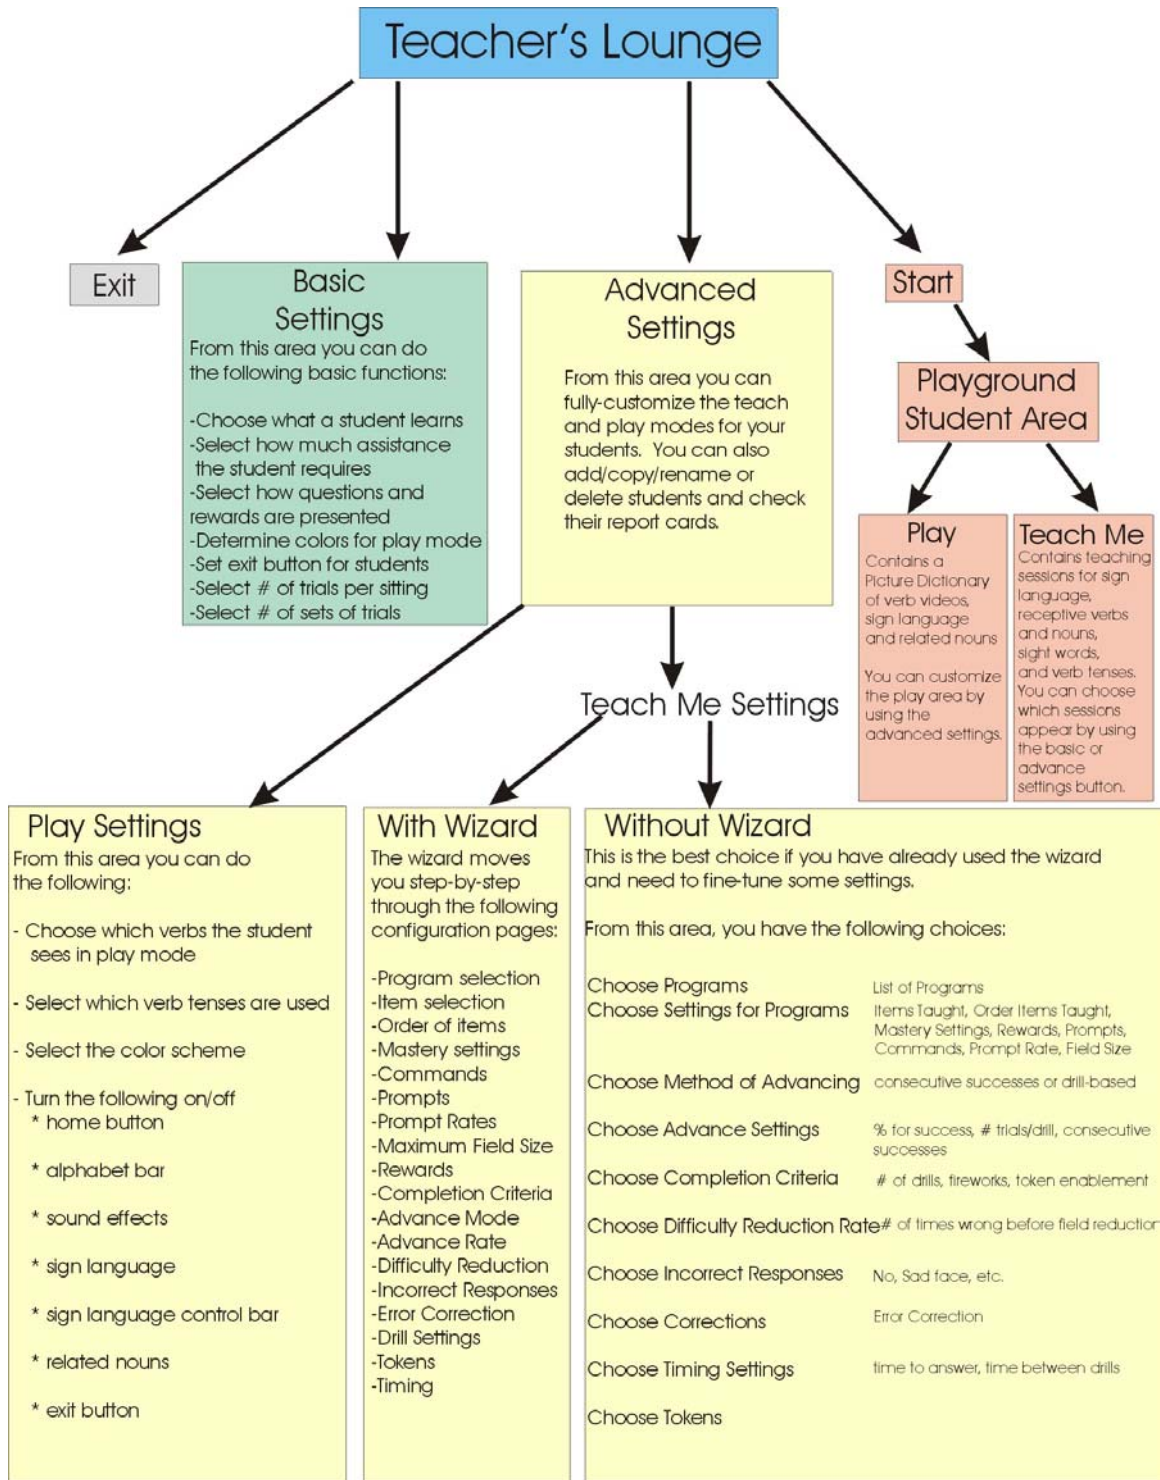 Teacher's Lounge
Exit
Basic
Settings
From this area you can do
the following basic functions:
-Choose what a student learns
-Select how much assistance
the student requires
-Select how questions and
rewards are presented
-Determine colors for play mode
-Set exit button for students
-Select # of trials per sitting
-Select # of sets of trials
Advanced
Settings
From this area you can
fully-customize the teach
and play modes for your
students. You can also
add/copy/rename or
delete students and check
their report cards.
Start
Playground
Student Area
Play
Contains a
Picture Dictionary
of verb videos,
sign language
and related nouns
You can customize
the play area by
using the
advanced settings.
Teach Me
Contains teaching
sessions for sign
language,
receptive verbs
and nouns,
sight words,
and verb tenses.
You can choose
which sessions
appear by using
the basic or
advance
settings button.
Teach Me Settings
Play Settings
From this area you can do
the following:
- Choose which verbs the student
sees in play mode
- Select which verb tenses are used
- Select the color scheme
- Turn the following on/off
* home button
* alphabet bar
* sound effects
* sign language
* sign language control bar
* related nouns
* exit button
With Wizard
The wizard moves
you step-by-step
through the following
configuration pages:
-Program selection
-Item selection
-Order of items
-Mastery settings
-Commands
-Prompts
-Prompt Rates
-Maximum Field Size
-Rewards
-Completion Criteria
-Advance Mode
-Advance Rate
-Difficulty Reduction
-Incorrect Responses
-Error Correction
-Drill Settings
-Tokens
-Timing
Without Wizard
This is the best choice if you have already used the wizard
and need to fine-tune some settings.
From this area, you have the following choices:
Choose Programs List of Programs
Choose Settings for Programs Items Taught, Order Items Taught,
Mastery Settings, Rewards, Prompts,
Commands, Prompt Rate, Field Size
Choose Method of Advancing consecutive successes or drill-based
Choose Advance Settings % for success, # trials/drill, consecutive
successes
Choose Completion Criteria # of drills, fireworks, token enablement
Choose Difficulty Reduction Rate # of times wrong before field reduction
Choose Incorrect Responses No, Sad face, etc.
Choose Corrections Error Correction
Choose Timing Settings time to answer, time between drills
Choose Tokens